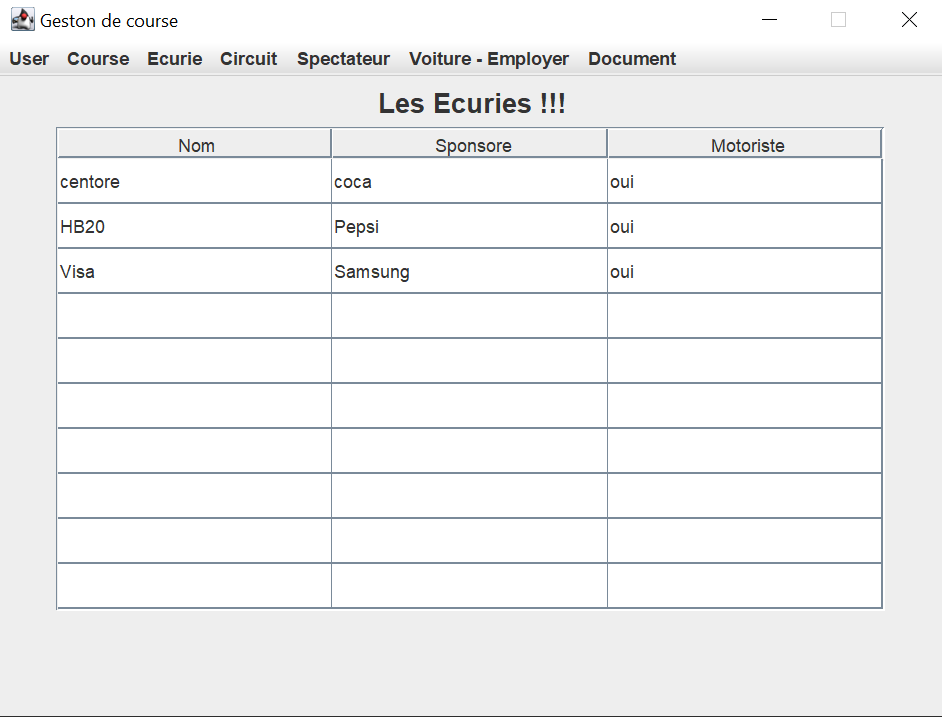 Geston de course
User Course Ecurie Circuit Spectateur Voiture - Employer Document
Les Ecuries !!!
Nom Sponsore Motoriste
centore coca oui
HB20 Pepsi oui
Visa Samsung oui